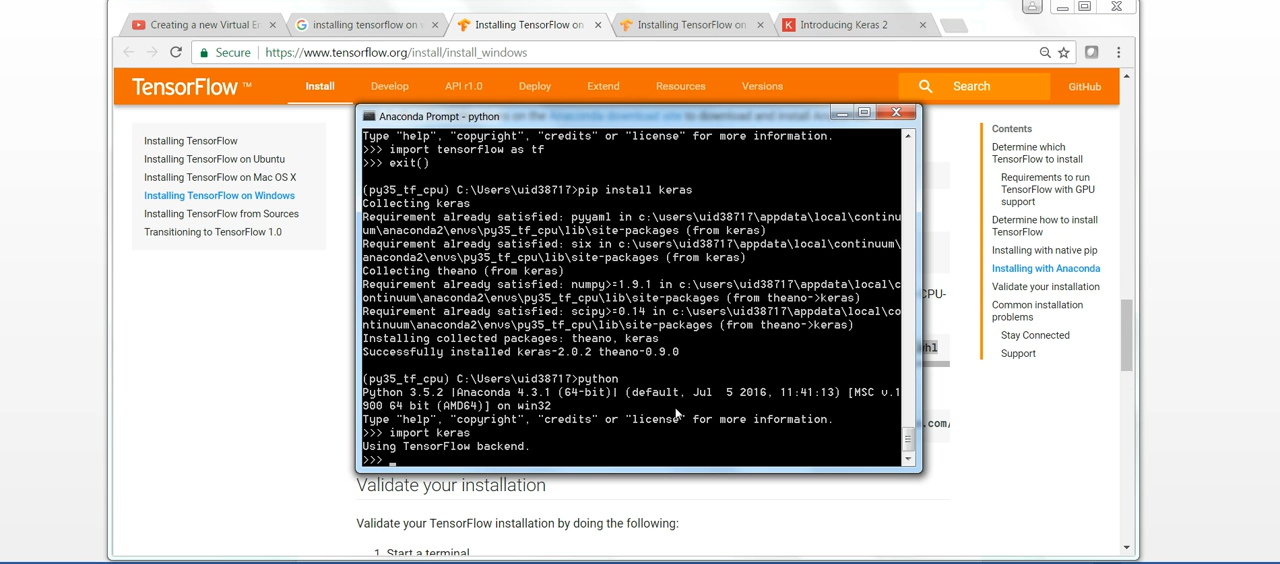 Creating a new Virtual E
installing tensorflow on
Installing TensorFlow on
Installing TensorFlow on
Introducing Keras 2
Secure
https://www.tensorflow.org/install/install_windows
TensorFlow ™
Install
Develop
API r1.0
Deploy
Extend
Resources
Versions
Search
GitHub
Installing TensorFlow
Installing TensorFlow on Ubuntu
Installing TensorFlow on Mac OS X
Installing TensorFlow on Windows
Installing TensorFlow from Sources
Transitioning to TensorFlow 1.0
Anaconda Prompt - python
Type "help", "copyright", "credits" or "license" for more information.
>>> import tensorflow as tf
>>> exit()
(py35_tf_cpu) C:\Users\uid38717>pip install keras
Collecting keras
Requirement already satisfied: pyyaml in c:\users\uid38717\appdata\local\continu
um\anaconda2\envs\py35_tf_cpu\lib\site-packages (from keras)
Requirement already satisfied: six in c:\users\uid38717\appdata\local\continuum\
anaconda2\envs\py35_tf_cpu\lib\site-packages (from keras)
Collecting theano (from keras)
Requirement already satisfied: numpy>=1.9.1 in c:\users\uid38717\appdata\local\c
ontinuum\anaconda2\envs\py35_tf_cpu\lib\site-packages (from theano->keras)
Requirement already satisfied: scipy>=0.14 in c:\users\uid38717\appdata\local\co
ntinuum\anaconda2\envs\py35_tf_cpu\lib\site-packages (from theano->keras)
Installing collected packages: theano, keras
Successfully installed keras-2.0.2 theano-0.9.0
(py35_tf_cpu) C:\Users\uid38717>python
Python 3.5.2 |Anaconda 4.3.1 (64-bit)| (default, Jul  5 2016, 11:41:13) [MSC v.1
900 64 bit (AMD64)] on win32
Type "help", "copyright", "credits" or "license" for more information.
>>> import keras
Using TensorFlow backend.
>>>
CPU-
whl
.com/
Validate your installation
Validate your TensorFlow installation by doing the following:
1. Start a terminal
Contents
Determine which
TensorFlow to install
Requirements to run
TensorFlow with GPU
support
Determine how to install
TensorFlow
Installing with native pip
Installing with Anaconda
Validate your installation
Common installation
problems
Stay Connected
Support